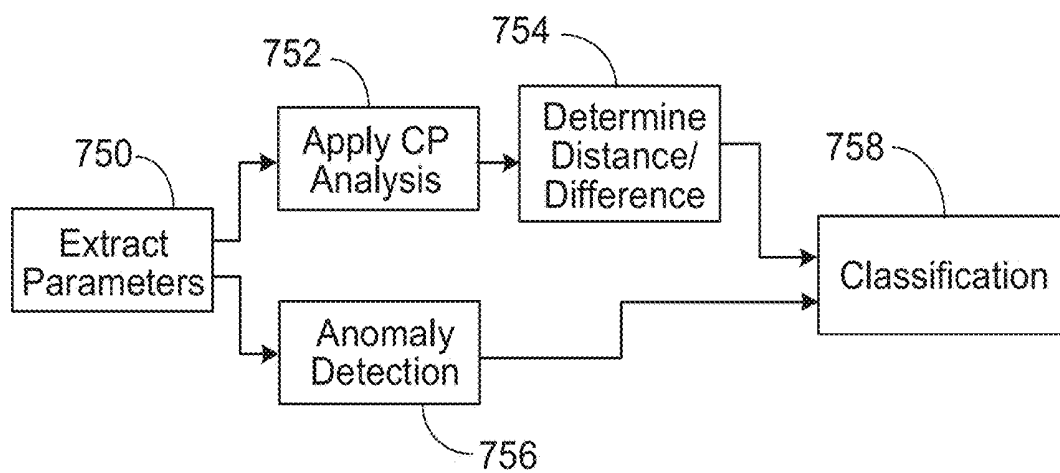 752
754
750
758
Apply CP
Analysis
Determine
Distance/
Difference
Extract
Parameters
Classification
Anomaly
Detection
756